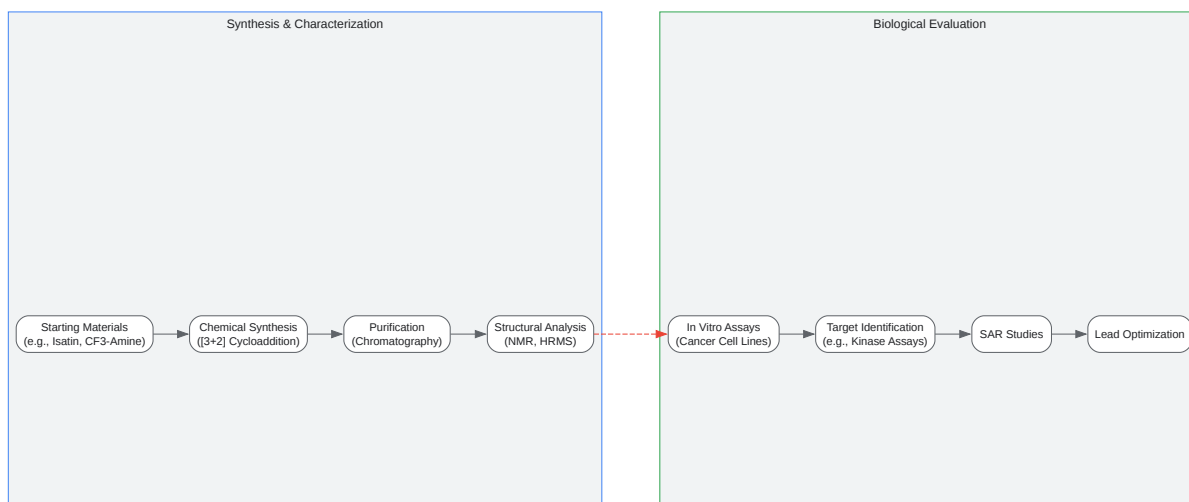 Synthesis & Characterization
Starting Materials
(e.g., Isatin, CF3-Amine)
Chemical Synthesis
([3+2] Cycloaddition)
Purification
(Chromatography)
Structural Analysis
(NMR, HRMS)
Biological Evaluation
In Vitro Assays
(Cancer Cell Lines)
Target Identification
(e.g., Kinase Assays)
SAR Studies
Lead Optimization